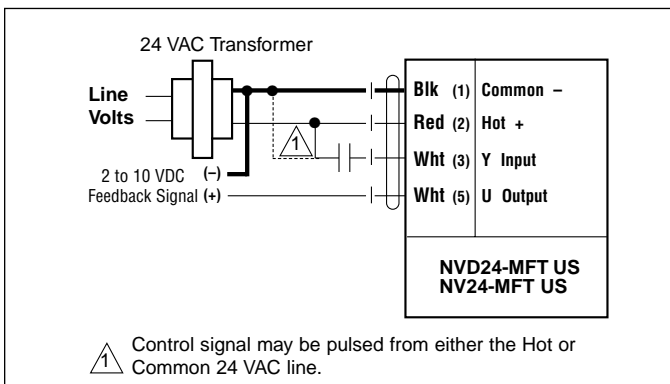 24 VAC Transformer
Line
Volts
2 to 10 VDC (–)
Feedback Signal (+)
1
Blk (1) Common –
Red (2) Hot +
Wht (3) Y Input
Wht (5) U Output
NVD24-MFT US
NV24-MFT US
1 Control signal may be pulsed from either the Hot or
Common 24 VAC line.